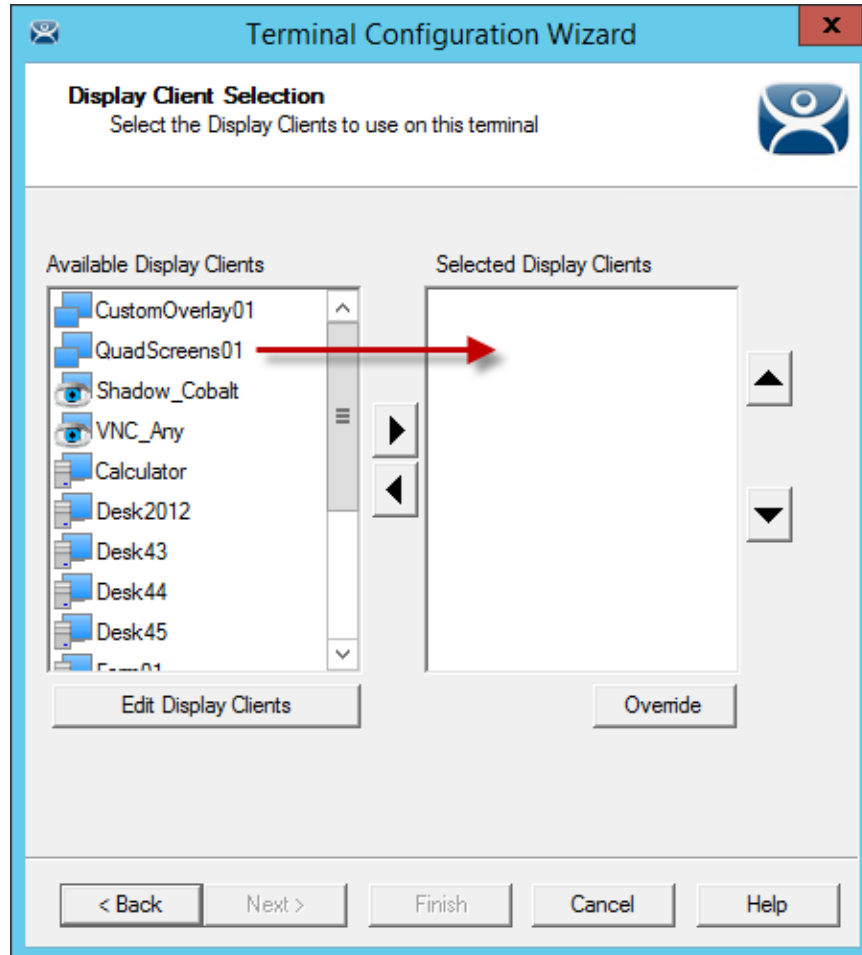 Terminal Configuration Wizard
x
Display Client Selection
Select the Display Clients to use on this terminal
Available Display Clients
Selected Display Clients
CustomOverlay01
QuadScreens01
Shadow_Cobalt
VNC_Any
Calculator
Desk2012
Desk43
Desk44
Desk45
Form01
Edit Display Clients
Override
< Back
Next >
Finish
Cancel
Help